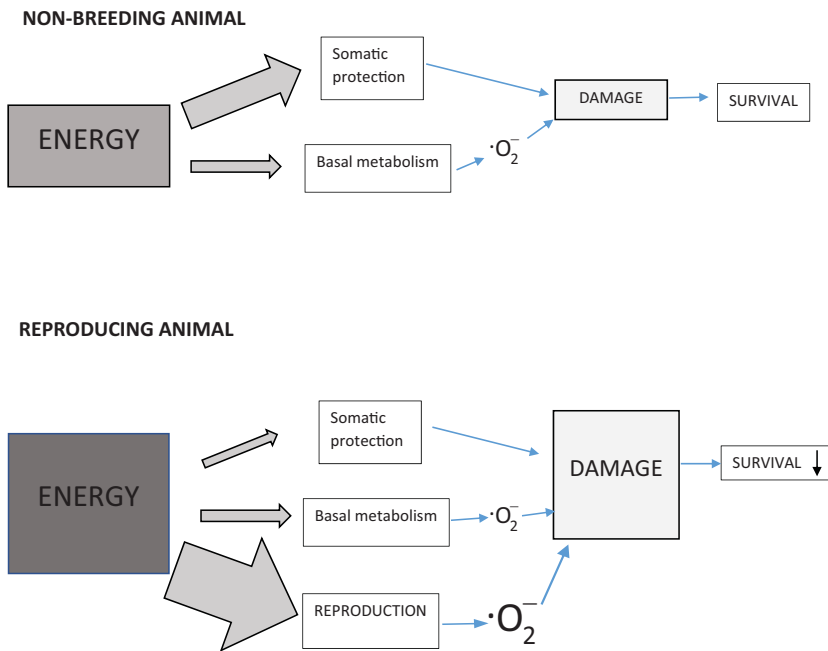 NON-BREEDING ANIMAL
Somatic
protection
ENERGY
DAMAGE
SURVIVAL
Basal metabolism
·O₂⁻
REPRODUCING ANIMAL
Somatic
protection
ENERGY
DAMAGE
SURVIVAL ↓
Basal metabolism
·O₂⁻
REPRODUCTION
·O₂⁻